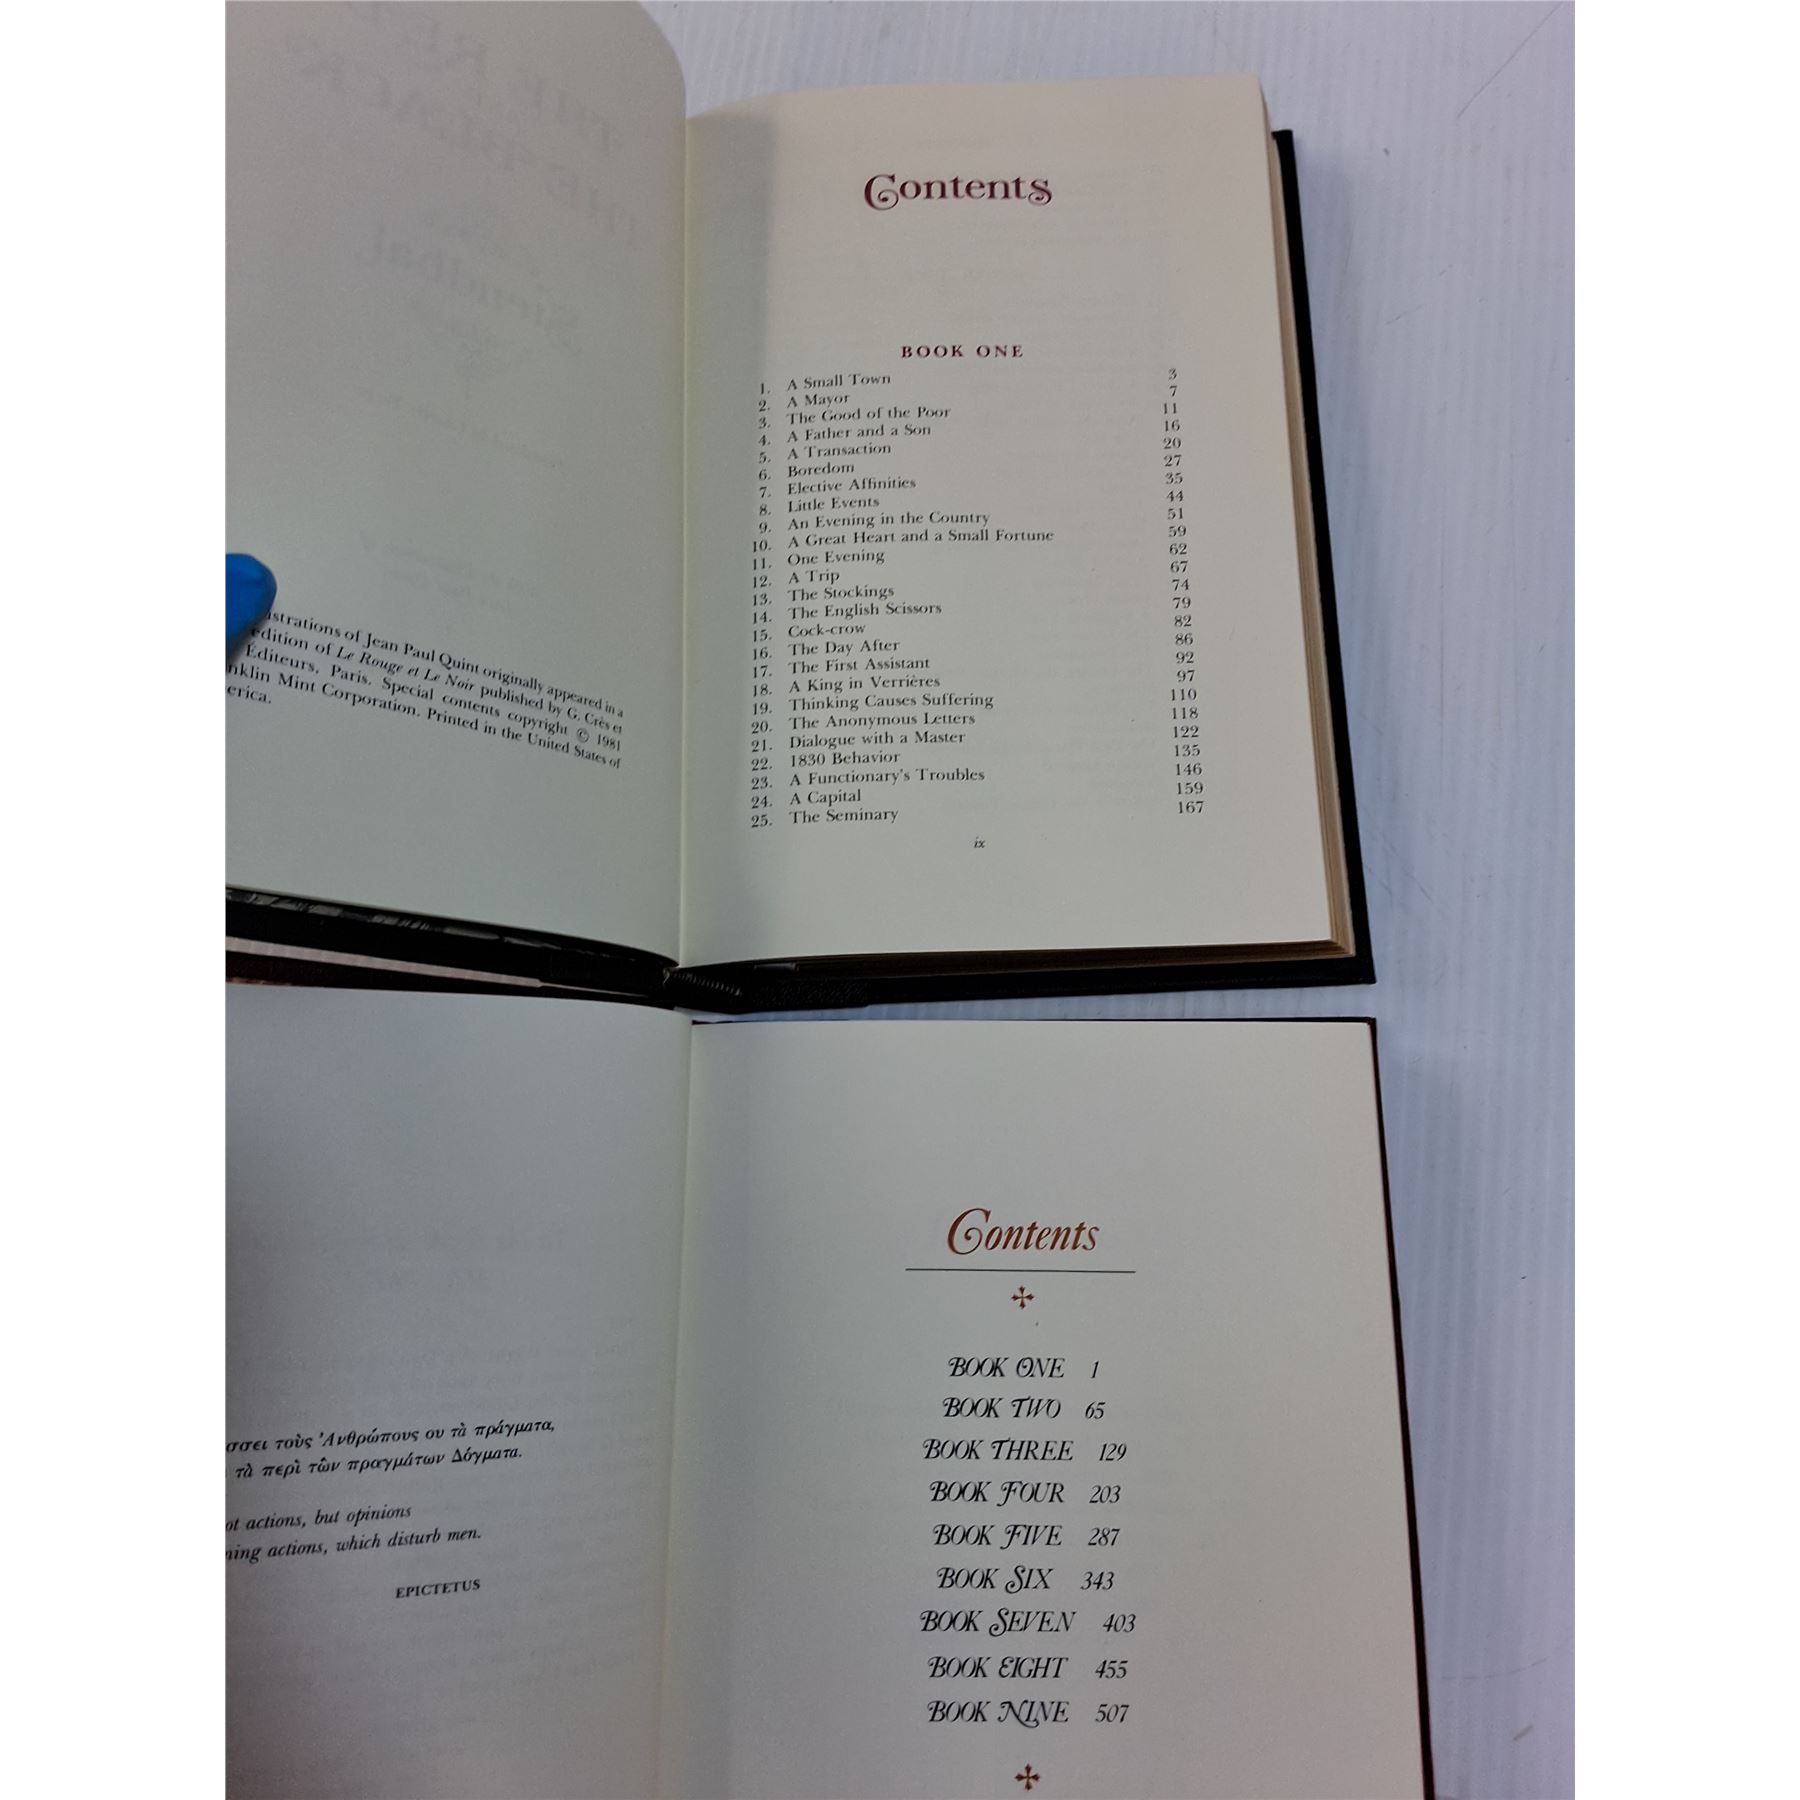 istrations of Jean Paul Quint originally appeared in a
edition of Le Rouge et Le Noir published by G. Crès et
Éditeurs, Paris. Special contents copyright © 1981
nklin Mint Corporation. Printed in the United States of
erica.
Contents
BOOK ONE
1. A Small Town 3
2. A Mayor 7
3. The Good of the Poor 11
4. A Father and a Son 16
5. A Transaction 20
6. Boredom 27
7. Elective Affinities 35
8. Little Events 44
9. An Evening in the Country 51
10. A Great Heart and a Small Fortune 59
11. One Evening 62
12. A Trip 67
13. The Stockings 74
14. The English Scissors 79
15. Cock-crow 82
16. The Day After 86
17. The First Assistant 92
18. A King in Verrières 97
19. Thinking Causes Suffering 110
20. The Anonymous Letters 118
21. Dialogue with a Master 122
22. 1830 Behavior 135
23. A Functionary's Troubles 146
24. A Capital 159
25. The Seminary 167
ix
σσει τοὺς Ἀνθρώπους ου τὰ πράγματα,
τὰ περὶ τῶν πραγμάτων Δόγματα.
ot actions, but opinions
ning actions, which disturb men.
EPICTETUS
Contents
BOOK ONE 1
BOOK TWO 65
BOOK THREE 129
BOOK FOUR 203
BOOK FIVE 287
BOOK SIX 343
BOOK SEVEN 403
BOOK EIGHT 455
BOOK NINE 507